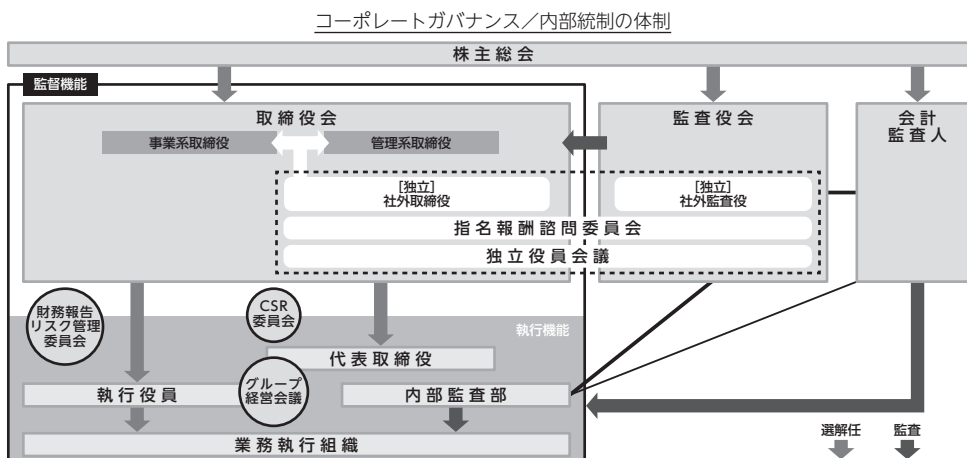 コーポレートガバナンス／内部統制の体制
株主総会
監督機能
取締役会
事業系取締役
管理系取締役
監査役会
会計
監査人
[独立]
社外取締役
[独立]
社外監査役
指名報酬諮問委員会
独立役員会議
財務報告
リスク管理
委員会
CSR
委員会
執行機能
代表取締役
執行役員
グループ
経営会議
内部監査部
業務執行組織
選解任
監査